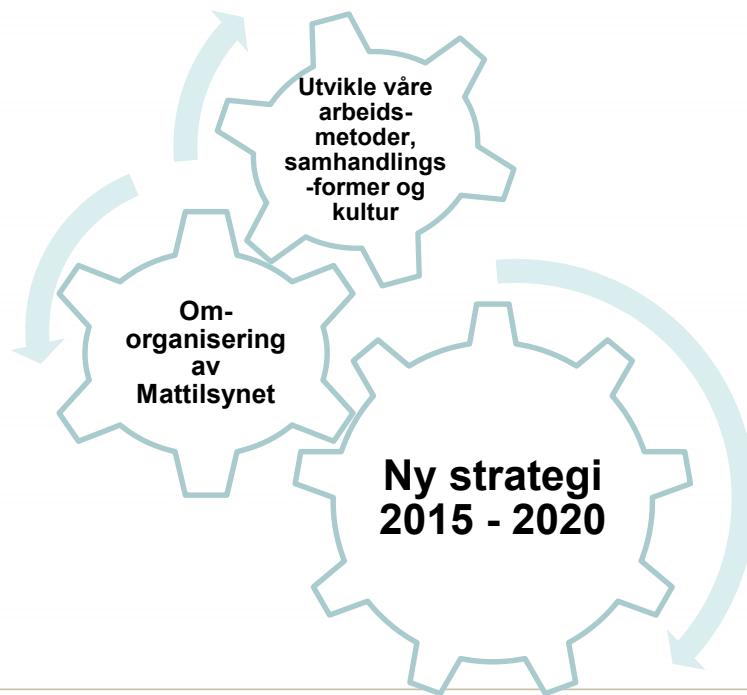 Utvikle våre
arbeids-
metoder,
samhandlings
-former og
kultur
Om-
organisering
av
Mattilsynet
Ny strategi
2015 - 2020